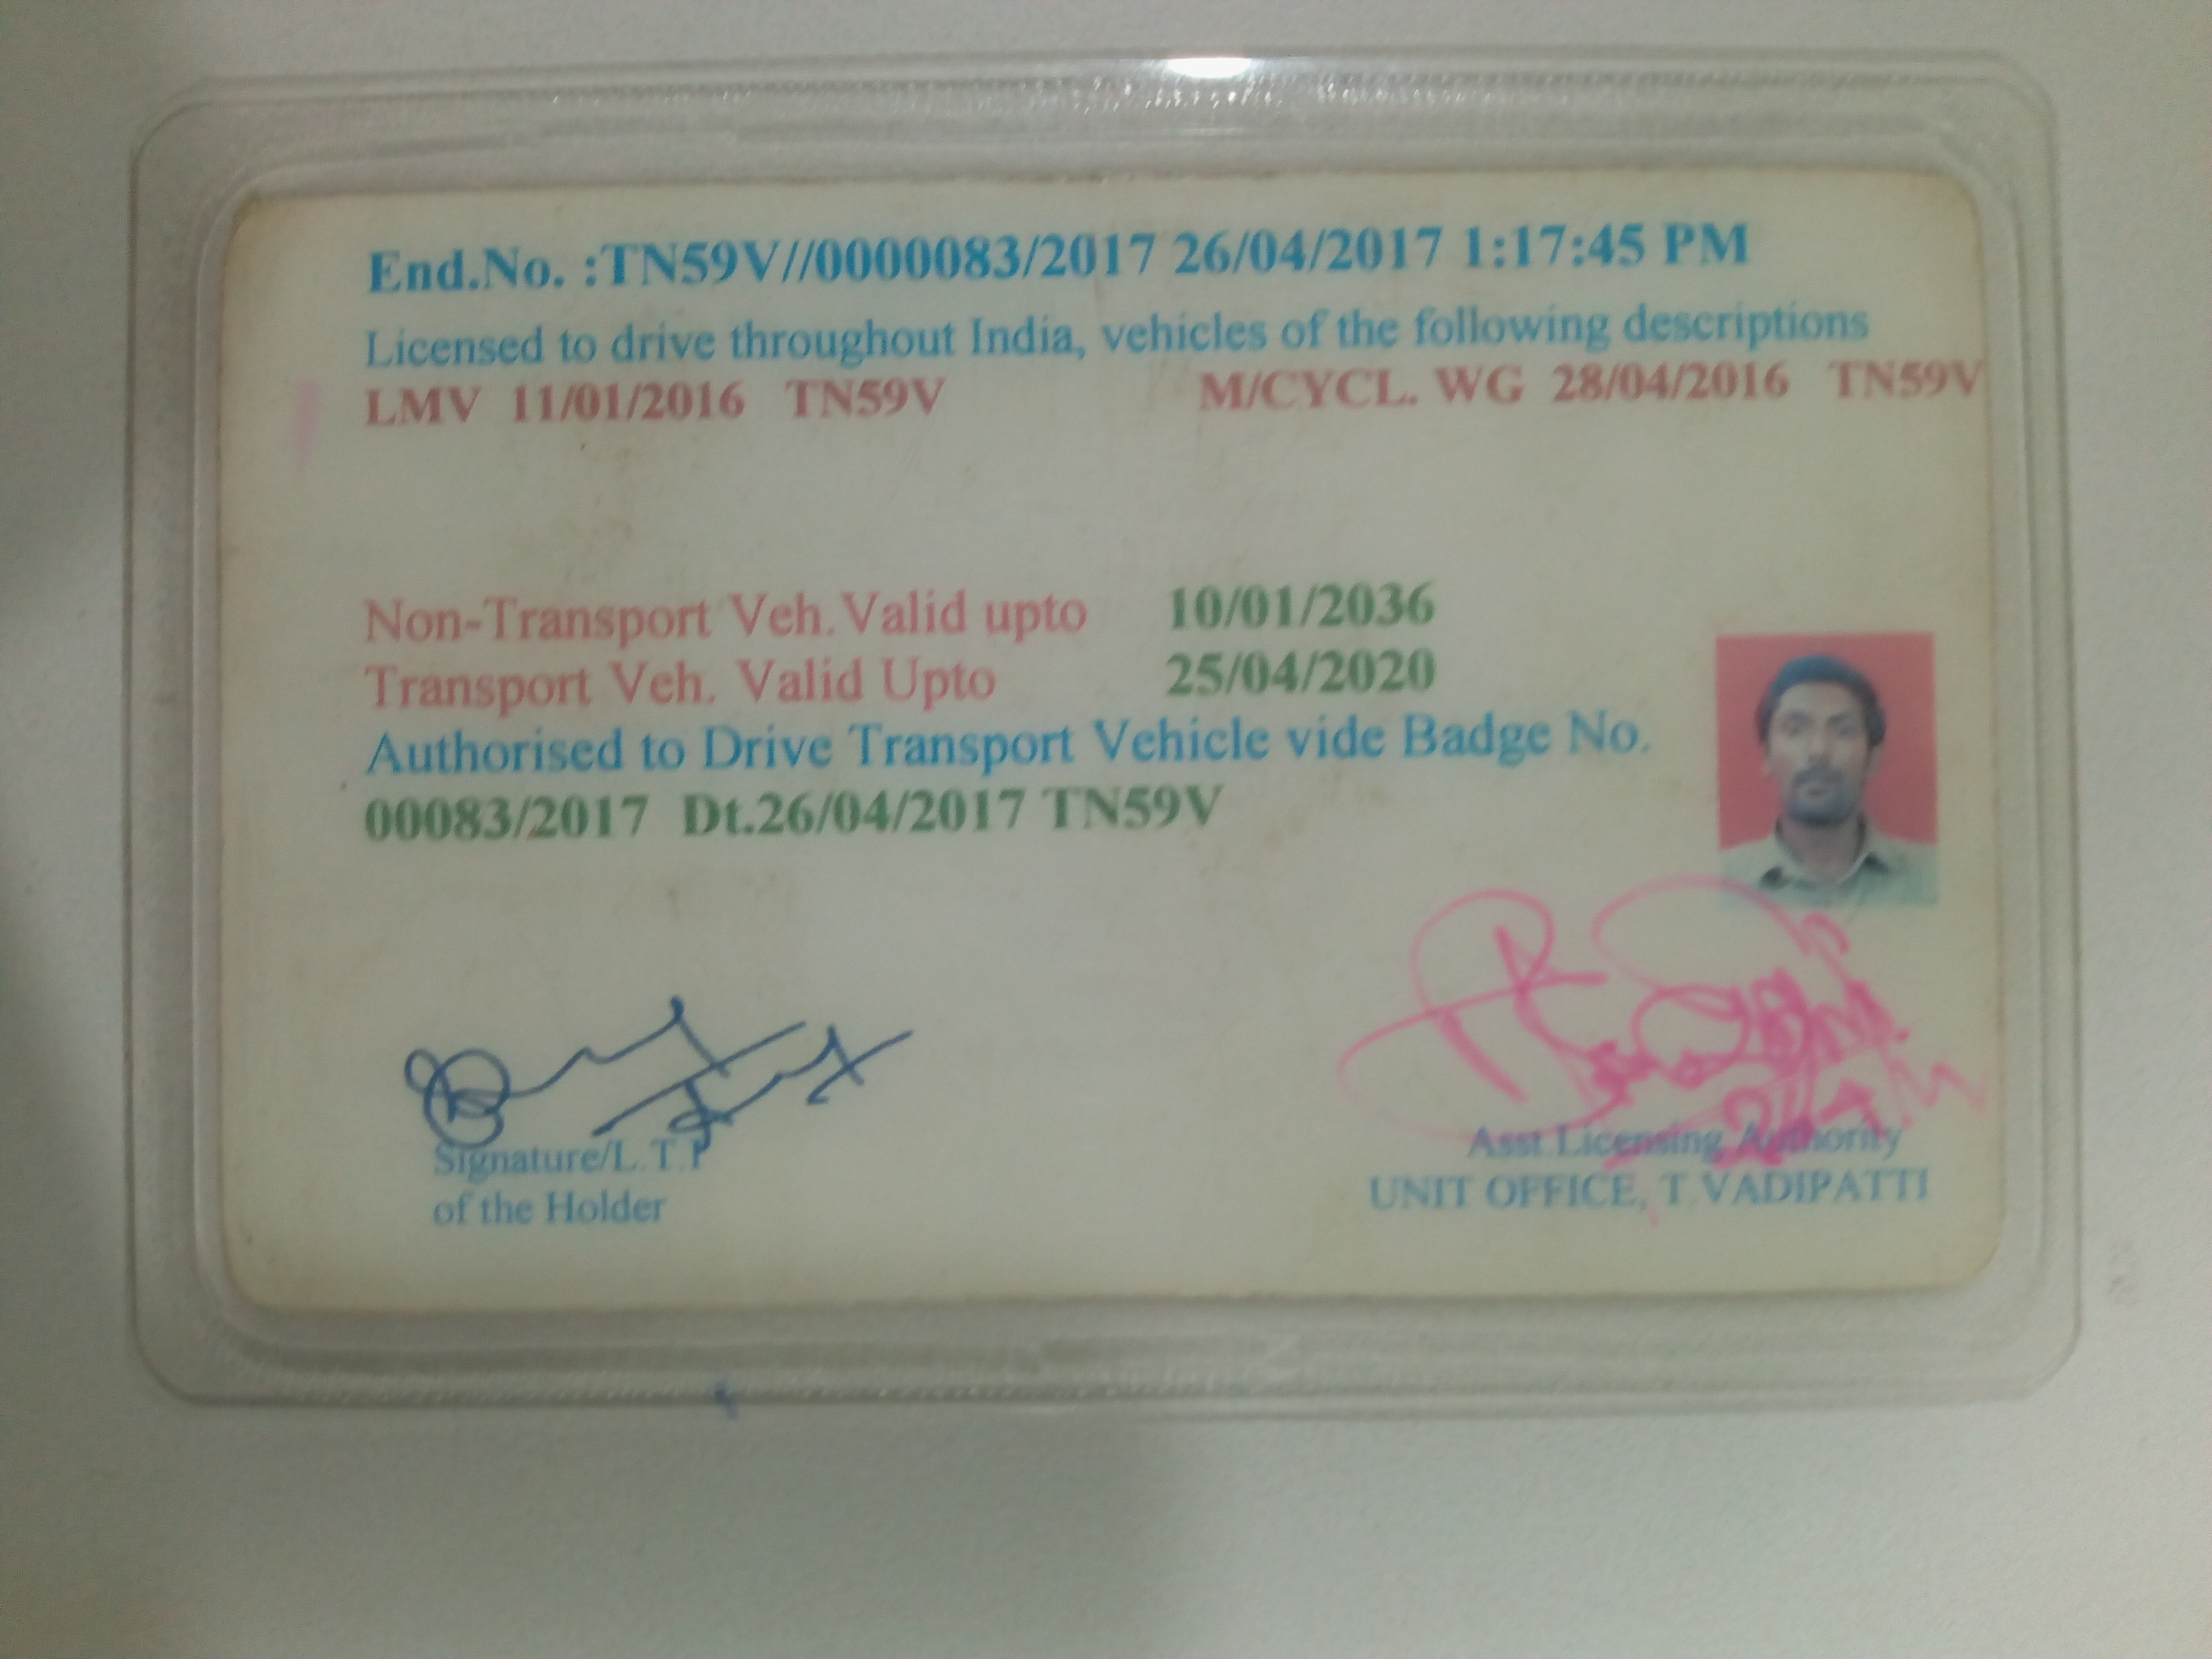 End.No. :TN59V//0000083/2017 26/04/2017 1:17:45 PM
Licensed to drive throughout India, vehicles of the following descriptions
LMV 11/01/2016 TN59V M/CYCL. WG 28/04/2016 TN59V
Non-Transport Veh.Valid upto 10/01/2036
Transport Veh. Valid Upto 25/04/2020
Authorised to Drive Transport Vehicle vide Badge No.
00083/2017 Dt.26/04/2017 TN59V
Signature/L.T.I
of the Holder
Asst.Licensing Authority
UNIT OFFICE, T.VADIPATTI